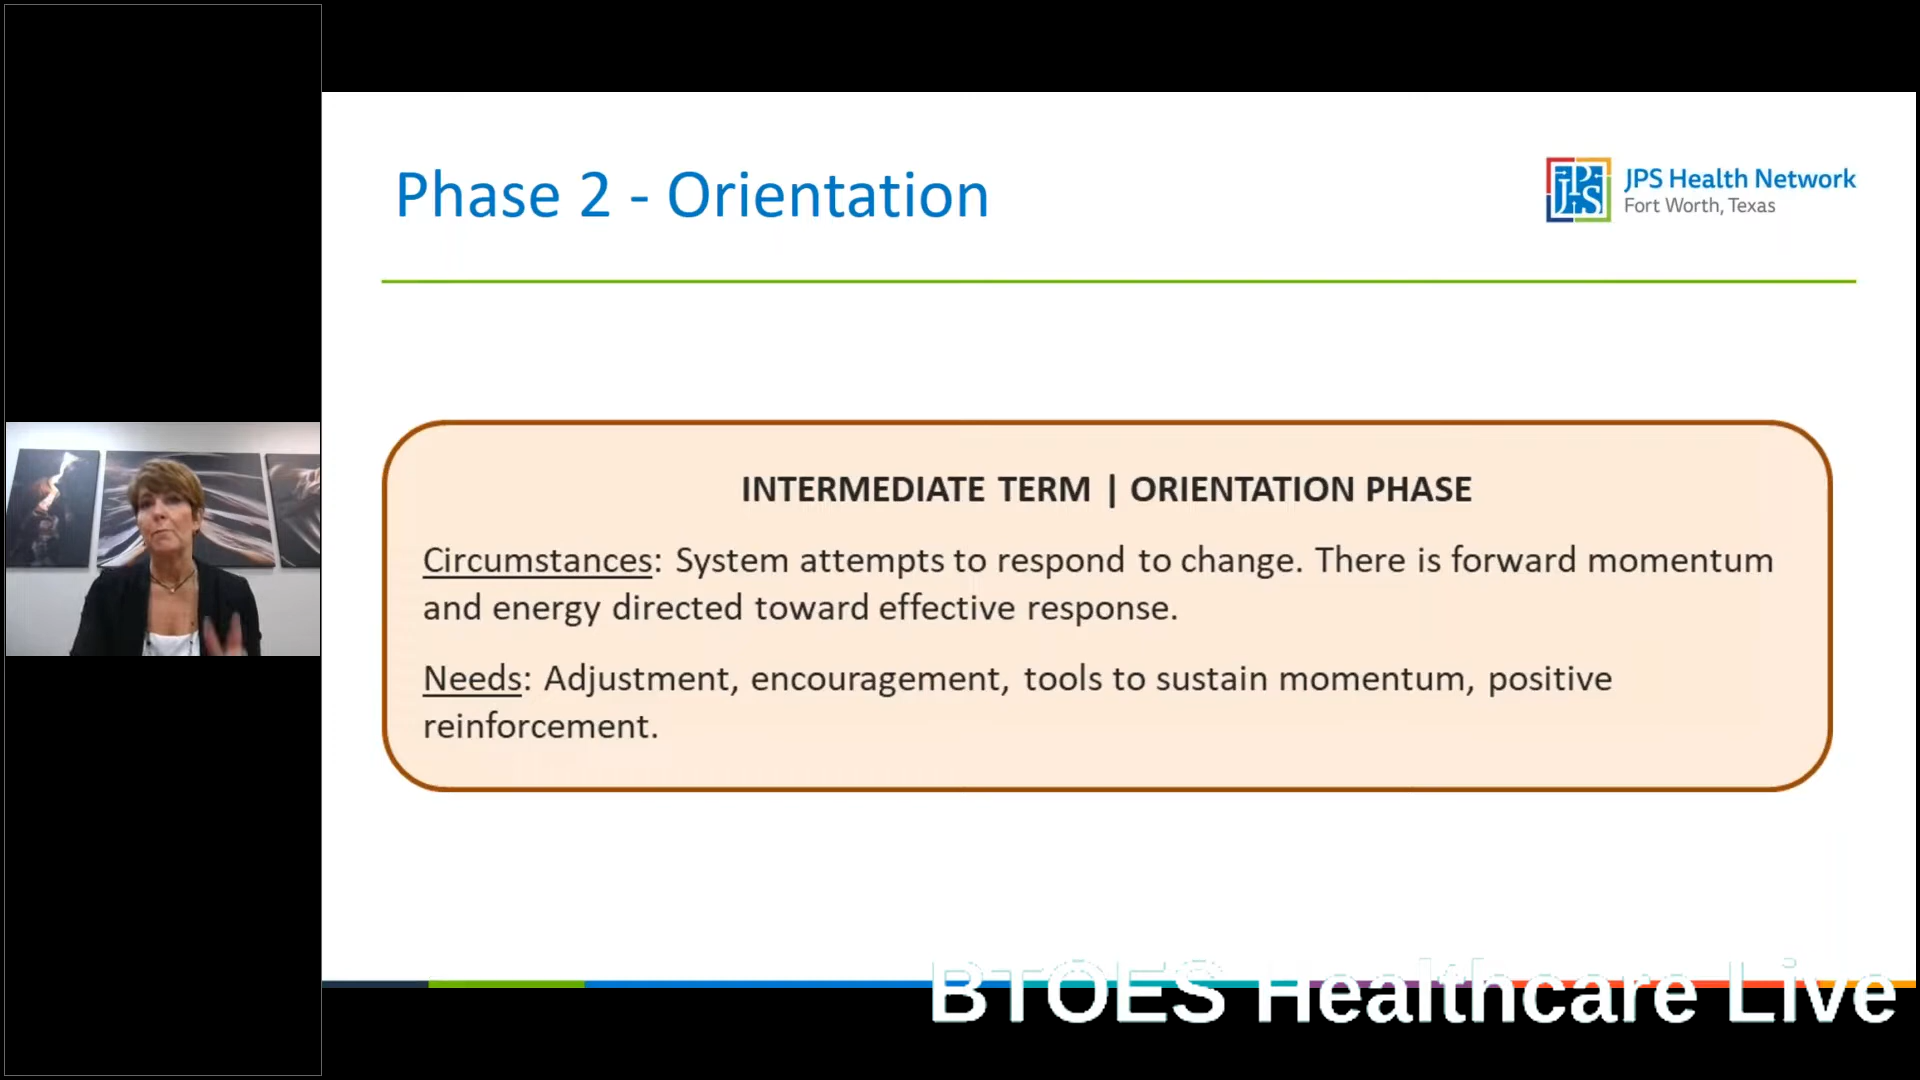 Phase 2 - Orientation
JPS
JPS Health Network
Fort Worth, Texas
INTERMEDIATE TERM | ORIENTATION PHASE
Circumstances: System attempts to respond to change. There is forward momentum
and energy directed toward effective response.
Needs: Adjustment, encouragement, tools to sustain momentum, positive
reinforcement.
BTOES Healthcare Live